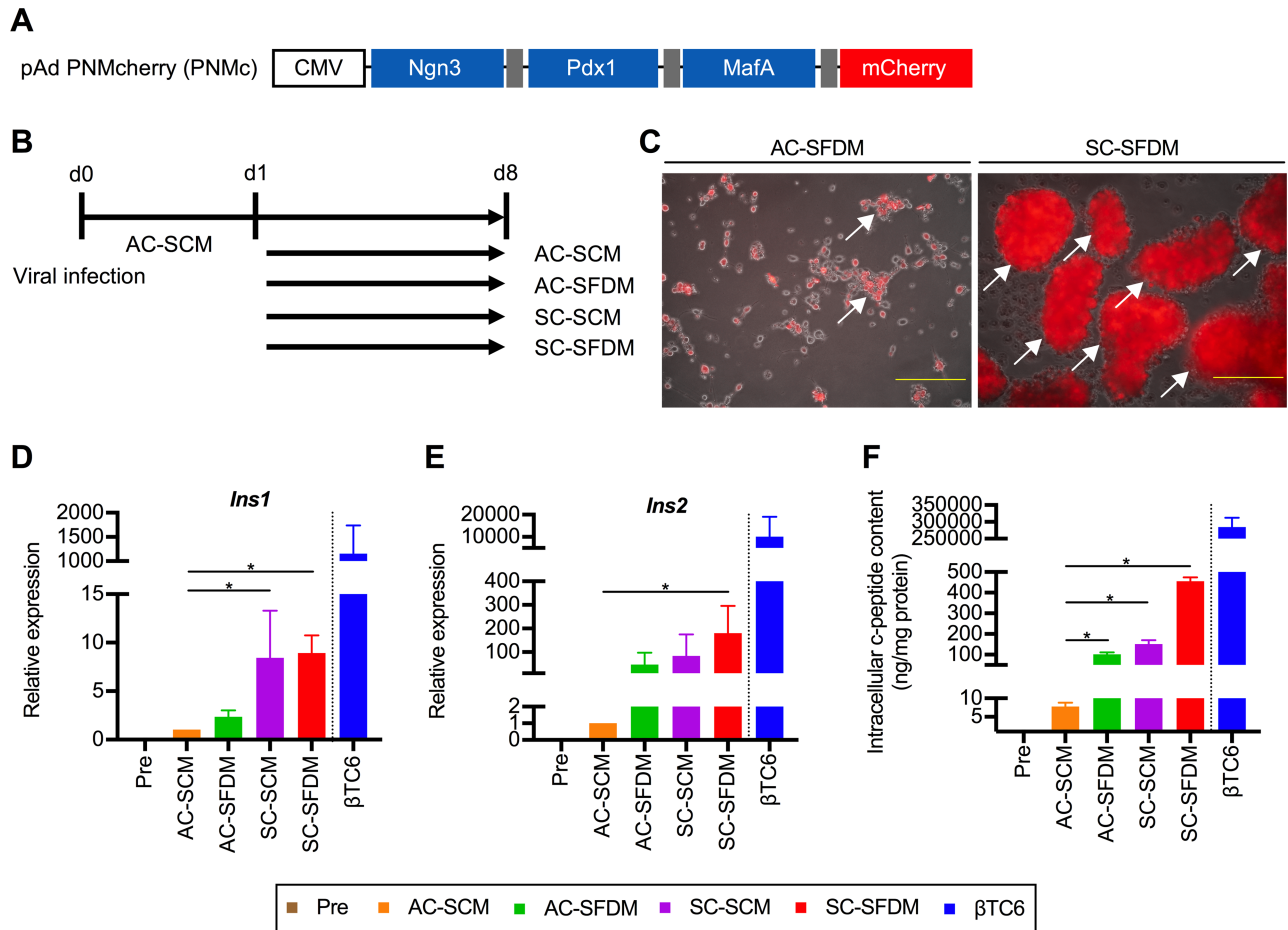 A
pAd PNMcherry (PNMc)
CMV
Ngn3
Pdx1
MafA
mCherry
B
d0
d1
d8
AC-SCM
Viral infection
AC-SCM
AC-SFDM
SC-SCM
SC-SFDM
C
AC-SFDM
SC-SFDM
D
Ins1
Relative expression
2000
1500
1000
15
10
5
0
*
*
Pre
AC-SCM
AC-SFDM
SC-SCM
SC-SFDM
βTC6
E
Ins2
Relative expression
20000
10000
400
300
200
100
2
1
0
*
Pre
AC-SCM
AC-SFDM
SC-SCM
SC-SFDM
βTC6
F
Intracellular c-peptide content
(ng/mg protein)
350000
300000
250000
500
400
300
200
100
10
5
*
*
*
Pre
AC-SCM
AC-SFDM
SC-SCM
SC-SFDM
βTC6
Pre
AC-SCM
AC-SFDM
SC-SCM
SC-SFDM
βTC6